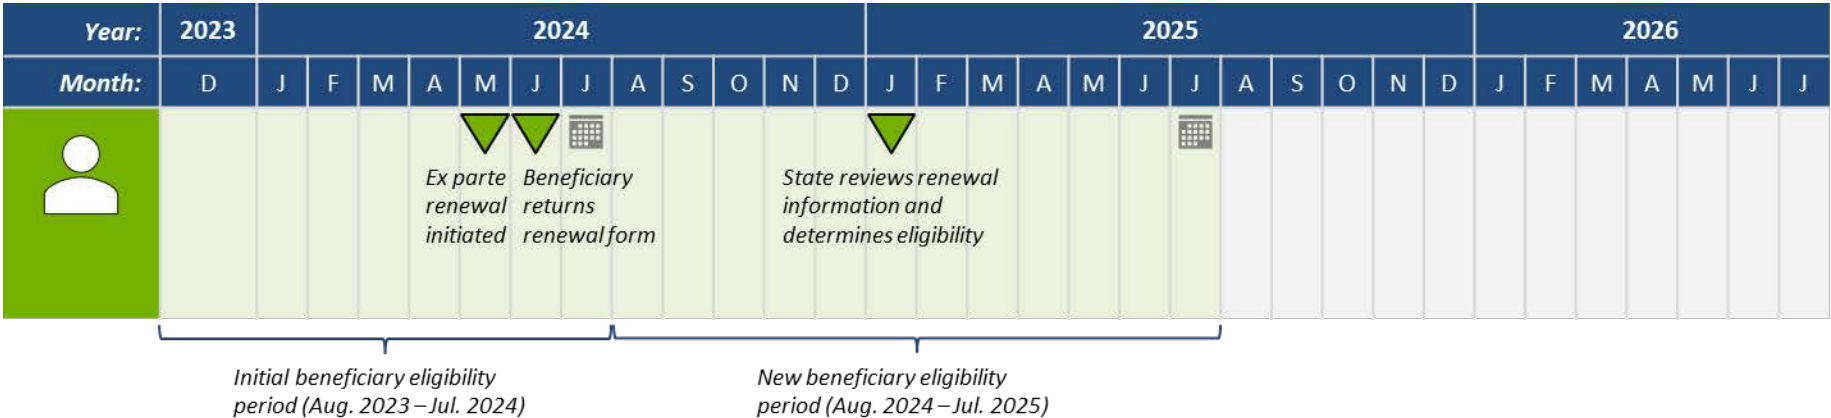 Year: 2023 2024 2025 2026
Month: D J F M A M J J A S O N D J F M A M J J A S O N D J F M A M J J
Ex parte
renewal
initiated
Beneficiary
returns
renewal form
State reviews renewal
information and
determines eligibility
Initial beneficiary eligibility
period (Aug. 2023 – Jul. 2024)
New beneficiary eligibility
period (Aug. 2024 – Jul. 2025)